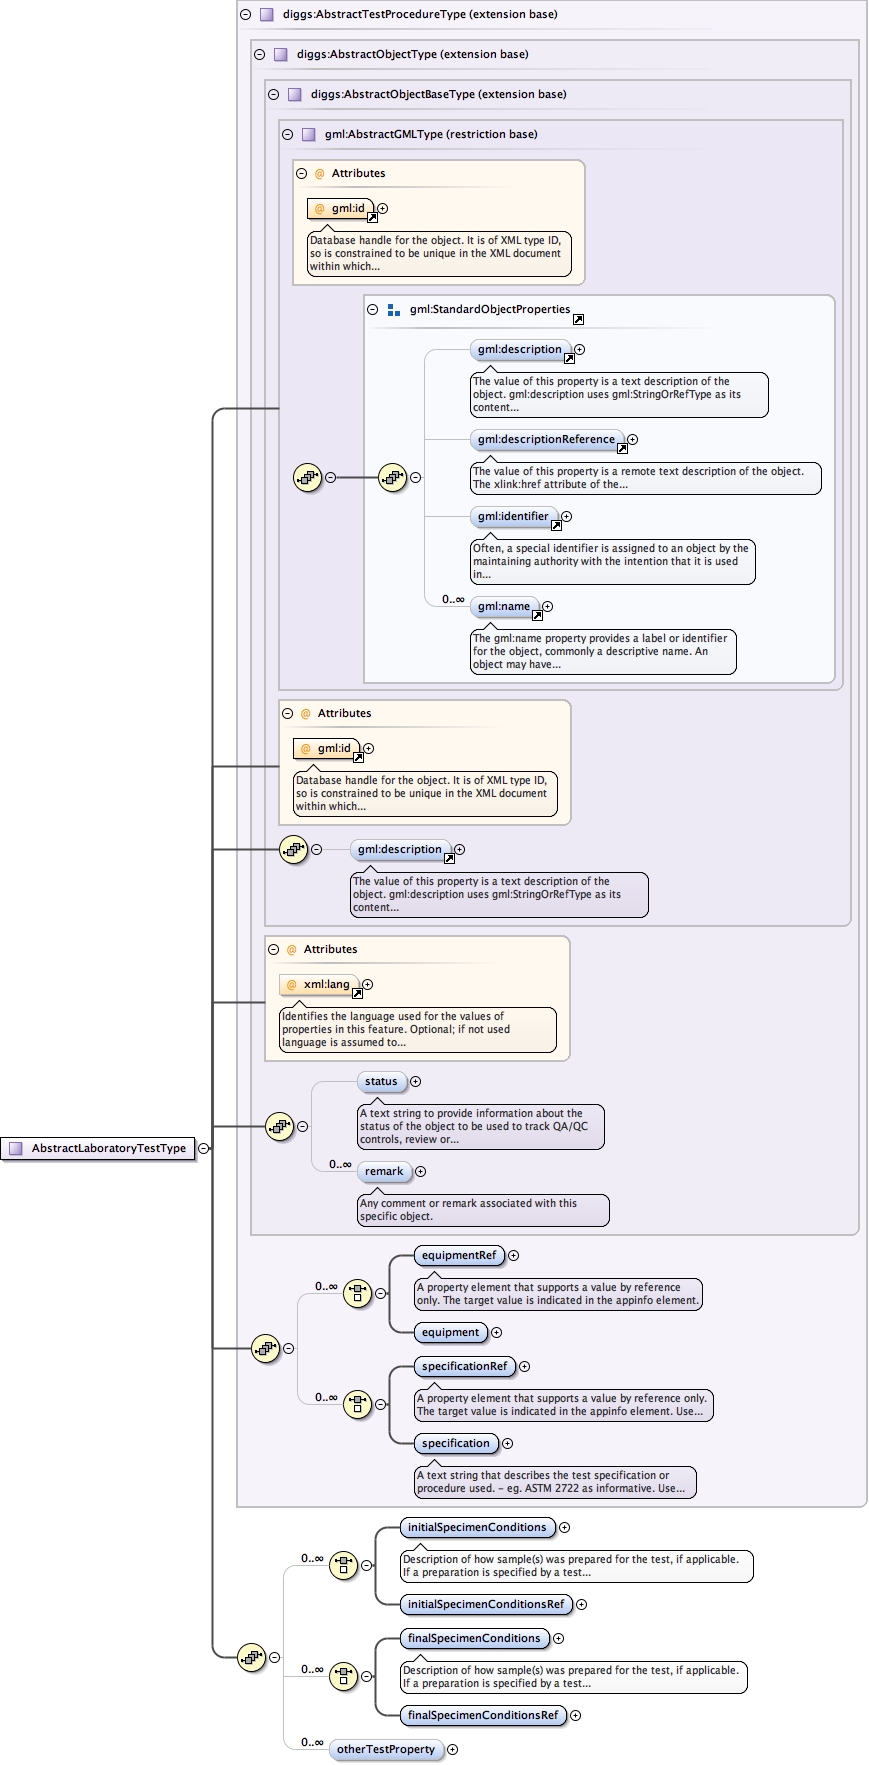 diggs:AbstractTestProcedureType (extension base)
diggs:AbstractObjectType (extension base)
diggs:AbstractObjectBaseType (extension base)
gml:AbstractGMLType (restriction base)
@ Attributes
@ gml:id
Database handle for the object. It is of XML type ID,
so is constrained to be unique in the XML document
within which...
gml:StandardObjectProperties
gml:description
The value of this property is a text description of the
object. gml:description uses gml:StringOrRefType as its
content...
gml:descriptionReference
The value of this property is a remote text description of the object.
The xlink:href attribute of the...
gml:identifier
Often, a special identifier is assigned to an object by the
maintaining authority with the intention that it is used
in...
0..∞
gml:name
The gml:name property provides a label or identifier
for the object, commonly a descriptive name. An
object may have...
@ Attributes
@ gml:id
Database handle for the object. It is of XML type ID,
so is constrained to be unique in the XML document
within which...
gml:description
The value of this property is a text description of the
object. gml:description uses gml:StringOrRefType as its
content...
@ Attributes
@ xml:lang
Identifies the language used for the values of
properties in this feature. Optional; if not used
language is assumed to...
status
A text string to provide information about the
status of the object to be used to track QA/QC
controls, review or...
AbstractLaboratoryTestType
0..∞
remark
Any comment or remark associated with this
specific object.
equipmentRef
0..∞
A property element that supports a value by reference
only. The target value is indicated in the appinfo element.
equipment
specificationRef
0..∞
A property element that supports a value by reference only.
The target value is indicated in the appinfo element. Use...
specification
A text string that describes the test specification or
procedure used. – eg. ASTM 2722 as informative. Use...
initialSpecimenConditions
0..∞
Description of how sample(s) was prepared for the test, if applicable.
If a preparation is specified by a test...
initialSpecimenConditionsRef
finalSpecimenConditions
0..∞
Description of how sample(s) was prepared for the test, if applicable.
If a preparation is specified by a test...
finalSpecimenConditionsRef
0..∞
otherTestProperty